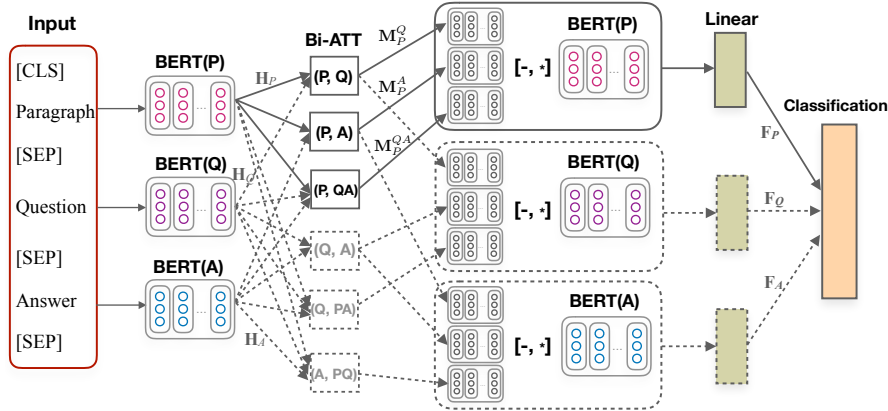 Input
[CLS]
Paragraph
[SEP]
Question
[SEP]
Answer
[SEP]
BERT(P)
BERT(Q)
BERT(A)
H_P
H_Q
H_A
Bi-ATT
(P, Q)
(P, A)
(P, QA)
(Q, A)
(Q, PA)
(A, PQ)
M_P^Q
M_P^A
M_P^{QA}
[-, *]
BERT(P)
[-, *]
BERT(Q)
[-, *]
BERT(A)
Linear
F_P
F_Q
F_A
Classification